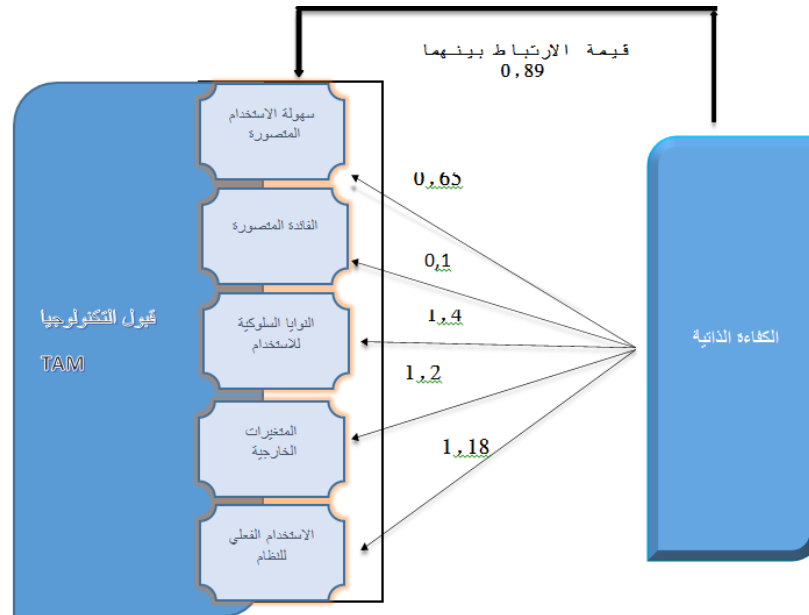 قيمة الارتباط بينهما
0,89
سهولة الاستخدام
المتصورة
0,65
الفائدة المتصورة
0,1
النوايا السلوكية
للاستخدام
1,4
قبول التكنولوجيا
TAM
الكفاءة الذاتية
1,2
المتغيرات
الخارجية
1,18
الاستخدام الفعلي
للنظام